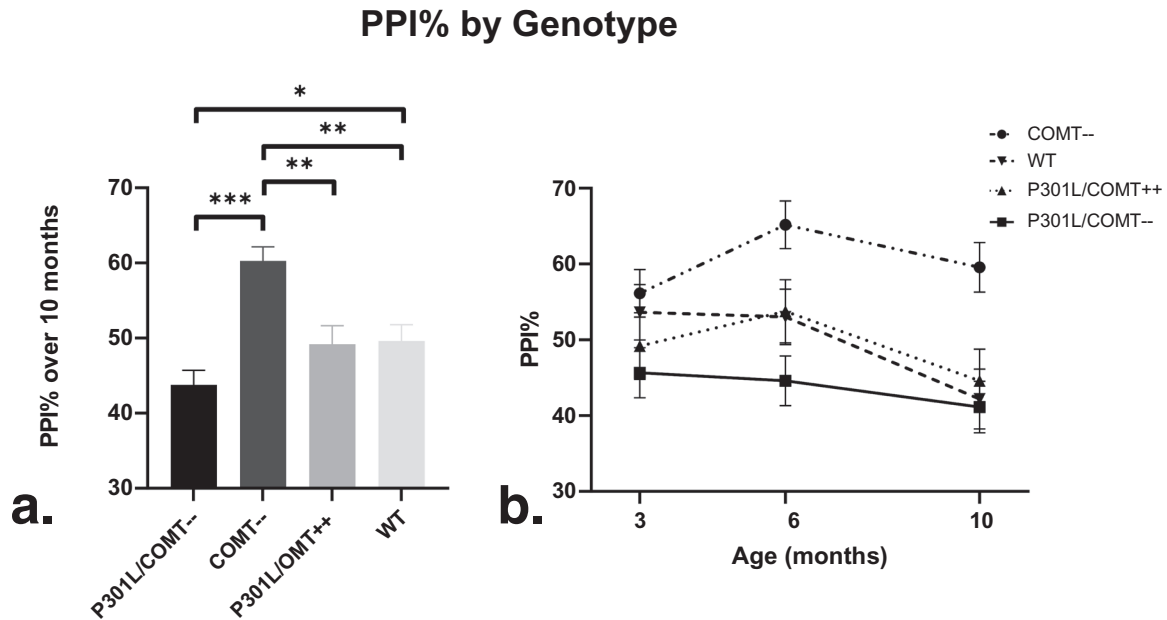 PPI% by Genotype
*
**
**
***
PPI% over 10 months
70
60
50
40
30
P301L/COMT--
COMT--
P301L/OMT++
WT
a.
COMT--
WT
P301L/COMT++
P301L/COMT--
PPI%
70
60
50
40
30
3
6
10
Age (months)
b.